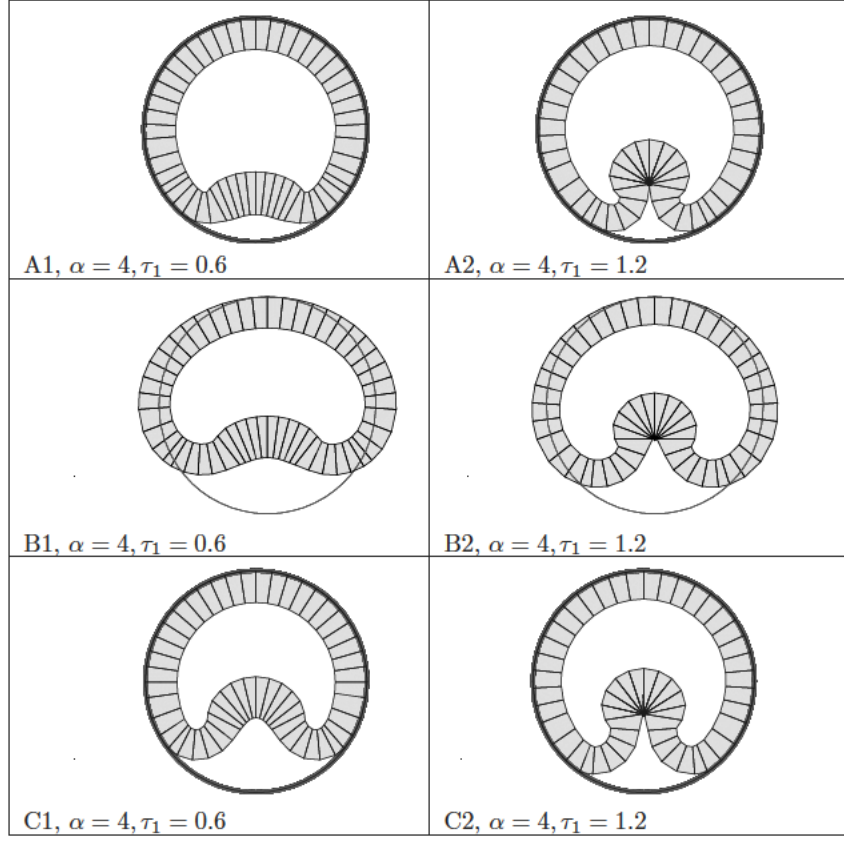 A1, α = 4, τ₁ = 0.6
A2, α = 4, τ₁ = 1.2
B1, α = 4, τ₁ = 0.6
B2, α = 4, τ₁ = 1.2
C1, α = 4, τ₁ = 0.6
C2, α = 4, τ₁ = 1.2